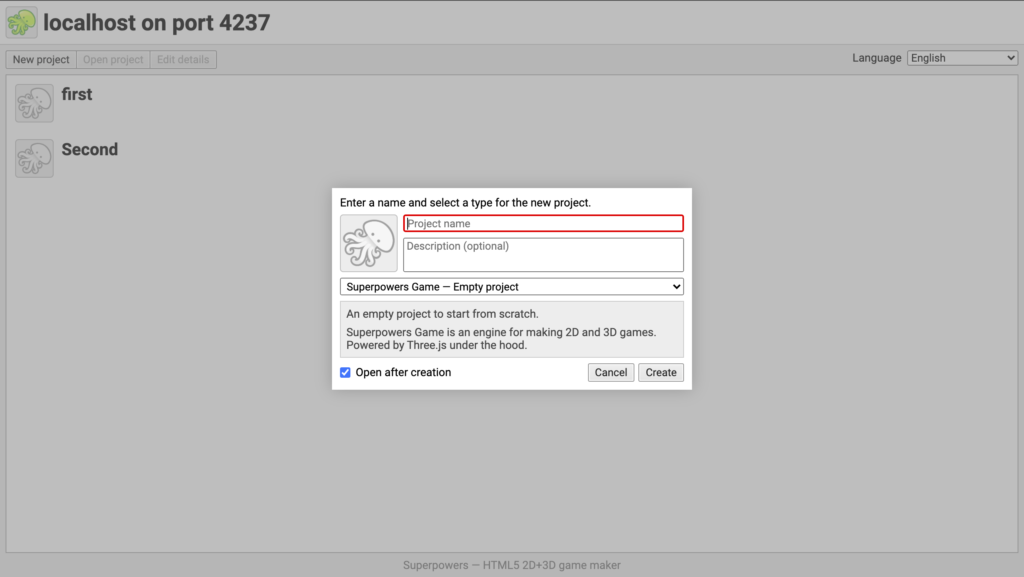 localhost on port 4237
New project Open project Edit details Language English
first
Second
Enter a name and select a type for the new project.
Project name
Description (optional)
Superpowers Game — Empty project
An empty project to start from scratch.
Superpowers Game is an engine for making 2D and 3D games.
Powered by Three.js under the hood.
Open after creation Cancel Create
Superpowers — HTML5 2D+3D game maker